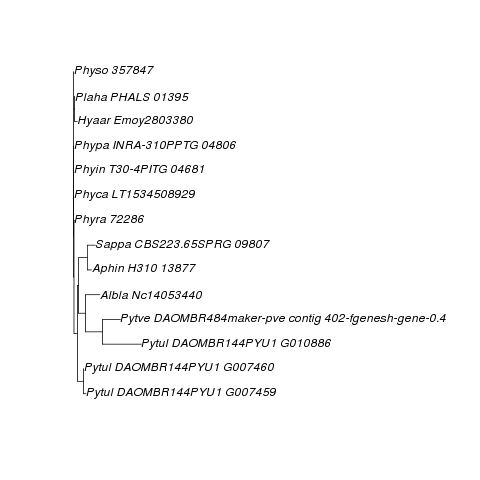 Physo 357847
Plaha PHALS 01395
Hyaar Emoy2803380
Phypa INRA-310PPTG 04806
Phyin T30-4PITG 04681
Phyca LT1534508929
Phyra 72286
Sappa CBS223.65SPRG 09807
Aphin H310 13877
Albla Nc14053440
Pytve DAOMBR484maker-pve contig 402-fgenesh-gene-0.4
Pytul DAOMBR144PYU1 G010886
Pytul DAOMBR144PYU1 G007460
Pytul DAOMBR144PYU1 G007459